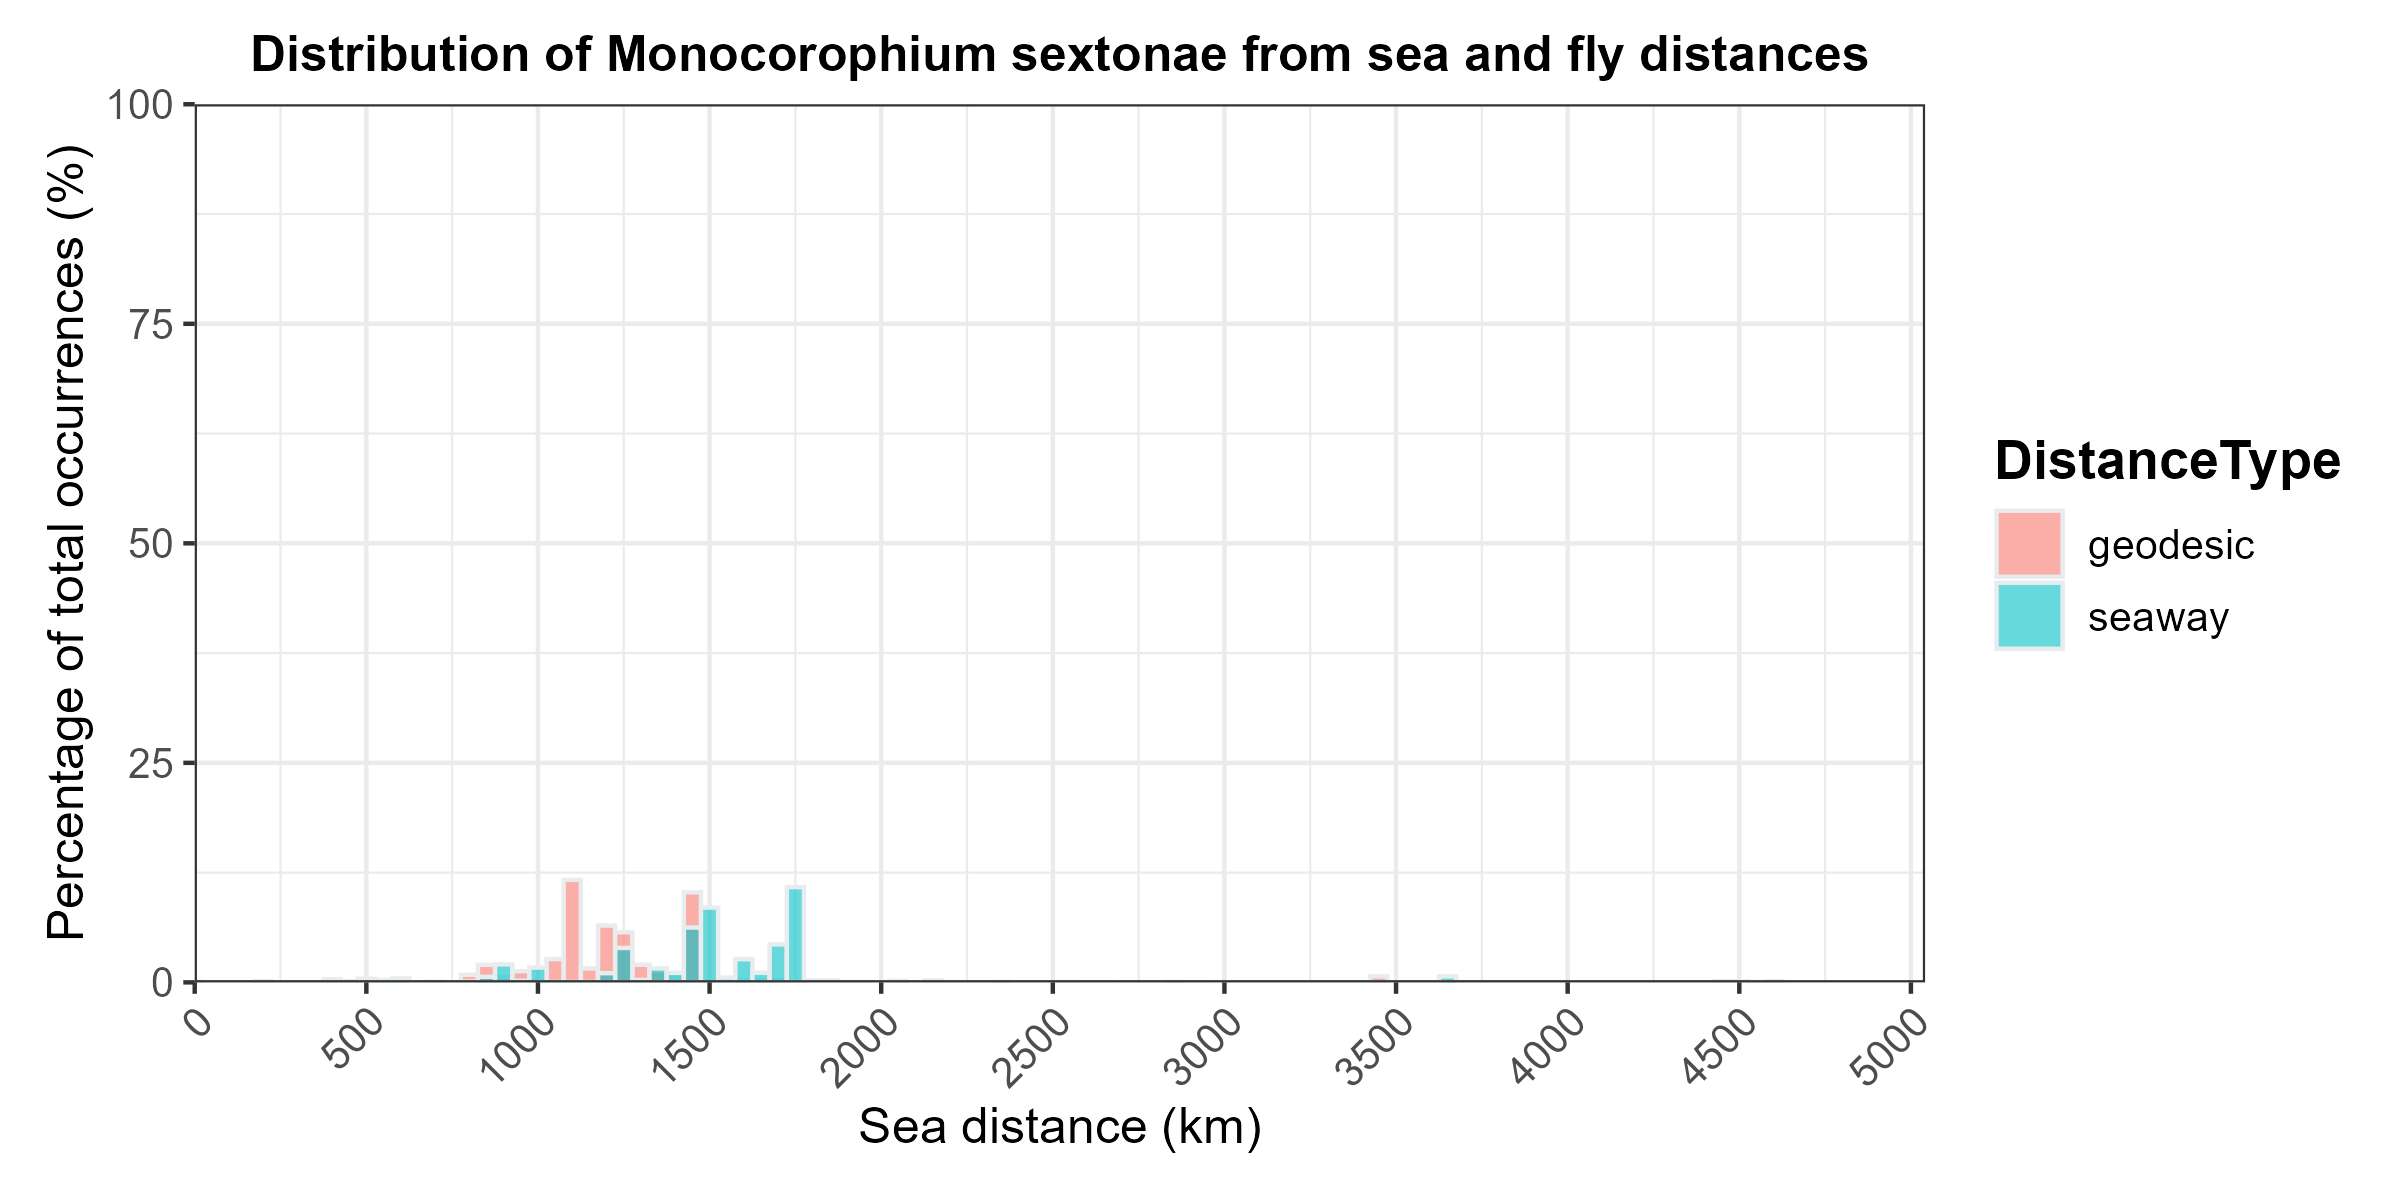 Distribution of Monocorophium sextonae from sea and fly distances
Percentage of total occurrences (%)
100
75
50
25
0
0
500
1000
1500
2000
2500
3000
3500
4000
4500
5000
Sea distance (km)
DistanceType
geodesic
seaway